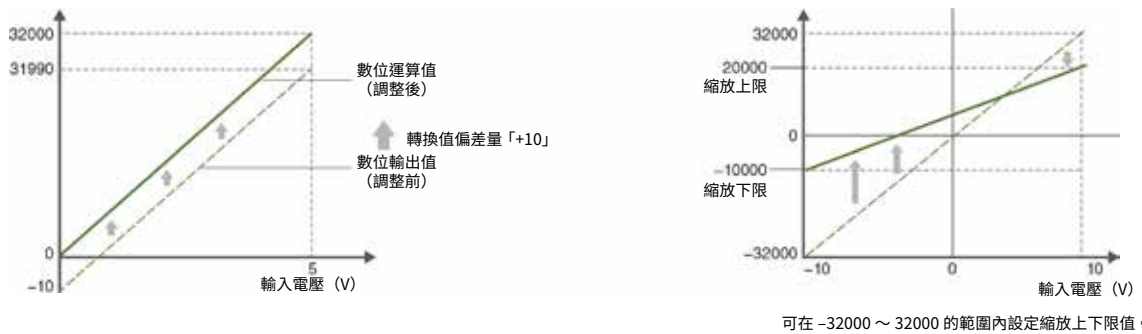 32000
31990
0
-10
5
輸入電壓（V）
數位運算值
（調整後）
轉換值偏差量「+10」
數位輸出值
（調整前）
32000
20000
縮放上限
0
-10000
縮放下限
-32000
-10
0
10
輸入電壓（V）
可在 –32000 ～ 32000 的範圍內設定縮放上下限值。